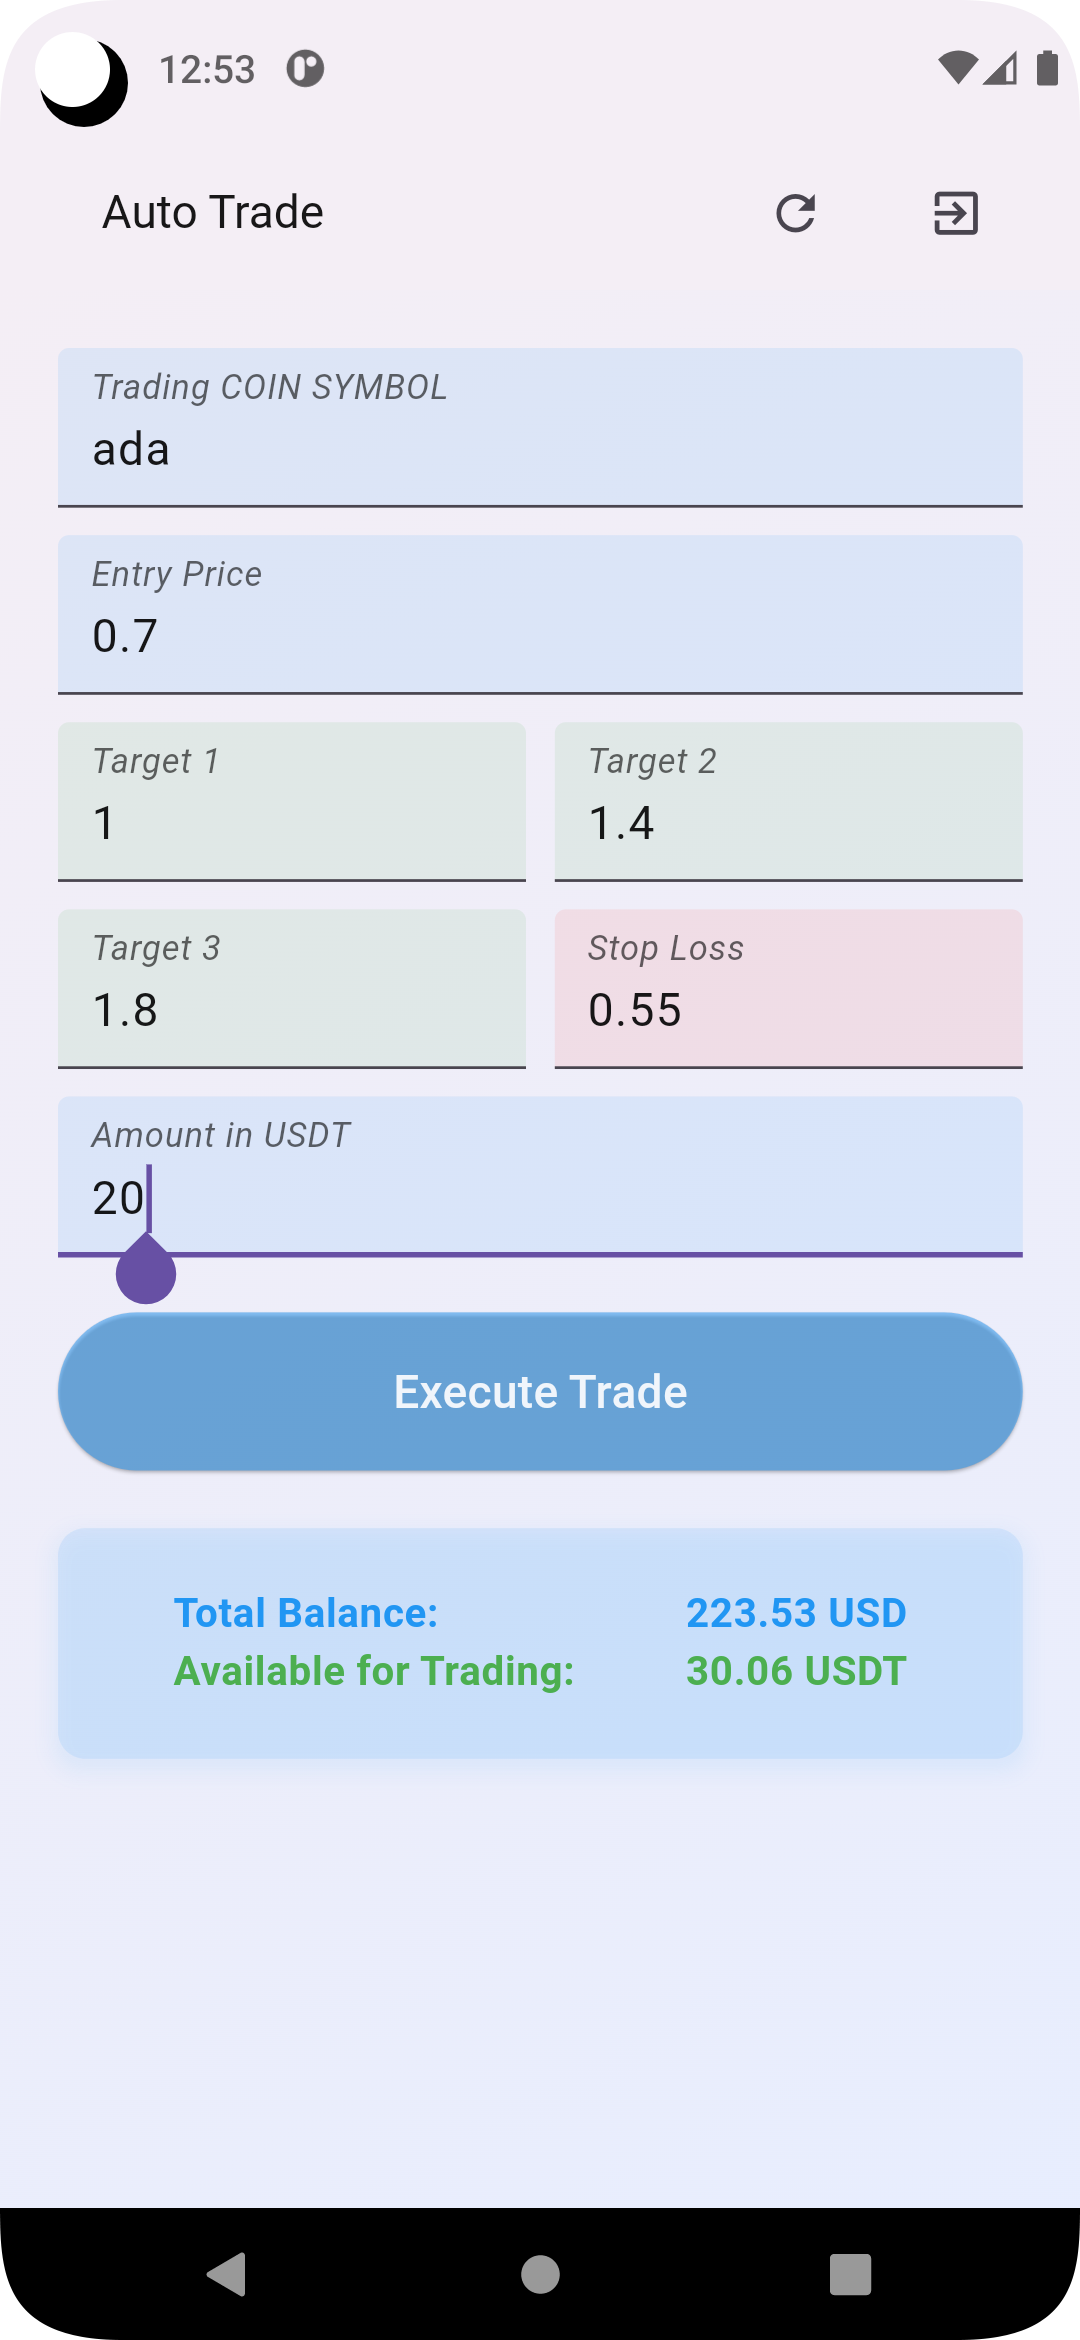 12:53
Auto Trade
Trading COIN SYMBOL
ada
Entry Price
0.7
Target 1
1
Target 2
1.4
Target 3
1.8
Stop Loss
0.55
Amount in USDT
20
Execute Trade
Total Balance: 223.53 USD
Available for Trading: 30.06 USDT